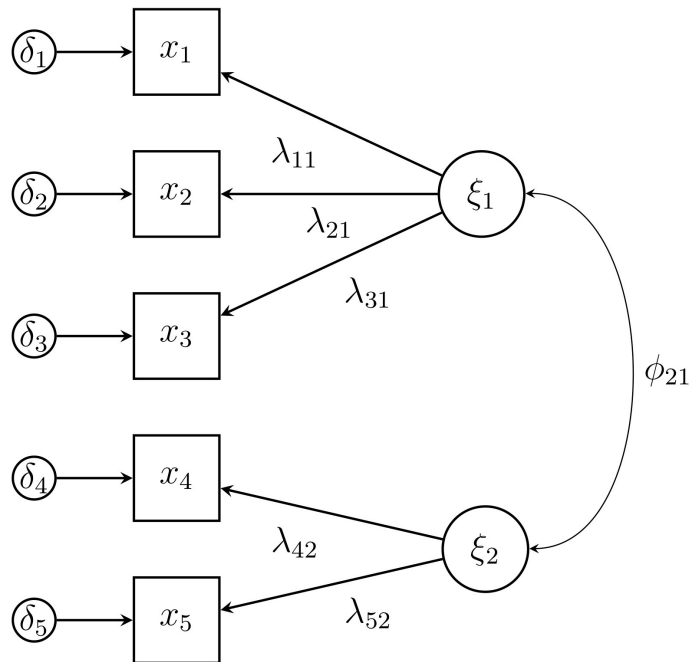 δ₁ x₁
λ₁₁
δ₂ x₂ ξ₁
λ₂₁
λ₃₁
δ₃ x₃
ϕ₂₁
δ₄ x₄
λ₄₂ ξ₂
δ₅ x₅ λ₅₂